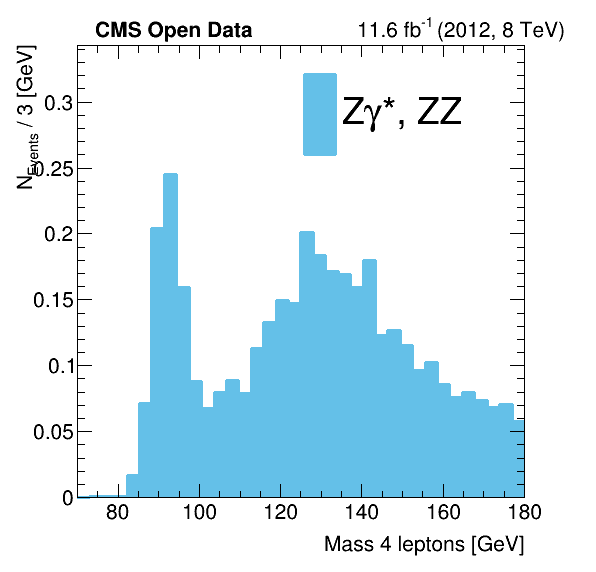 CMS Open Data
11.6 fb-1 (2012, 8 TeV)
NEvents / 3 [GeV]
Zγ*, ZZ
0.3
0.25
0.2
0.15
0.1
0.05
0
80 100 120 140 160 180
Mass 4 leptons [GeV]